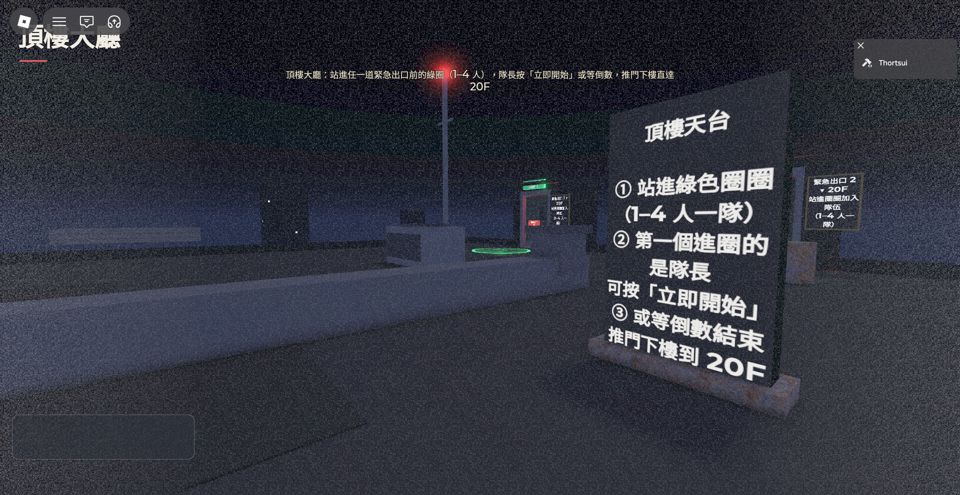 頂樓大廳
頂樓大廳：站進任一道緊急出口前的綠圈（1–4 人），隊長按「立即開始」或等倒數，推門下樓直達
20F
Thortsui
頂樓天台
① 站進綠色圈圈
（1–4 人一隊）
② 第一個進圈的
是隊長
可按「立即開始」
③ 或等倒數結束
推門下樓到 20F
緊急出口 2
▼ 20F
站進圈圈加入
隊伍
（1–4 人一
隊）